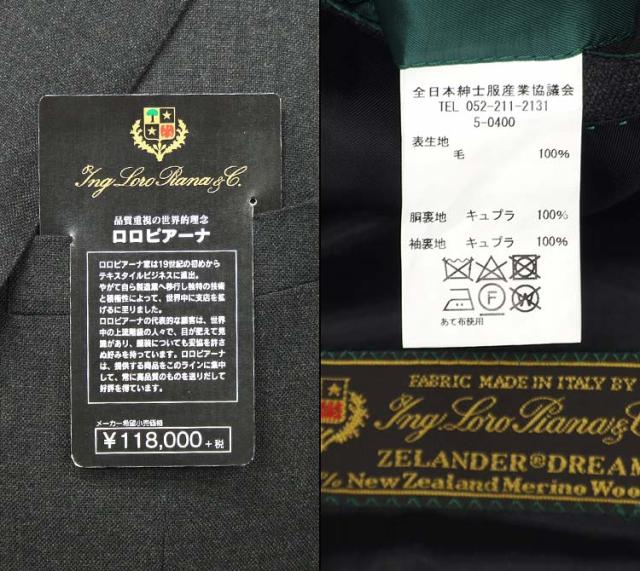 Ing. Loro Piana & C.
品質重視の世界的理念
ロロピアーナ
ロロピアーナ家は19世紀の初めから
テキスタイルビジネスに進出。
やがて自ら製造業へ移行し独特の技術
と積極性によって、世界中に支店を拡
げるに至りました。
ロロピアーナの代表的な顧客は、世界
中の上流階級の人々で、目が肥えて見
識があり、服装についても妥協を許さ
ぬ好みを持っています。ロロピアーナ
は、提供する商品をこのラインに集中
して、常に高品質のものを送りだして
好評を得ています。
メーカー希望小売価格
¥118,000+税
全日本紳士服産業協議会
TEL 052-211-2131
5-0400
表生地
毛 100%
胴裏地 キュプラ 100%
袖裏地 キュプラ 100%
あて布使用
FABRIC MADE IN ITALY BY
Ing. Loro Piana & C
ZELANDER®DREAM
% New Zealand Merino Woo